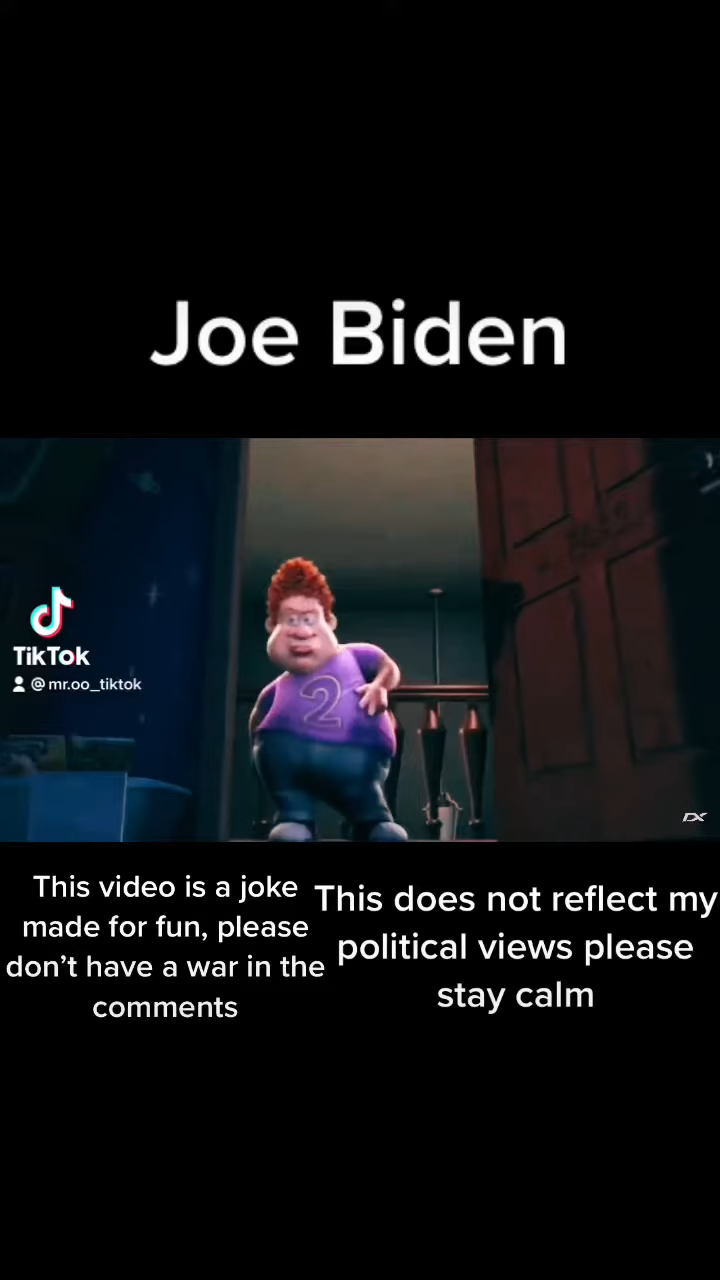 Joe Biden
TikTok
@mr.oo_tiktok
2
This video is a joke
made for fun, please
don’t have a war in the
comments
This does not reflect my
political views please
stay calm